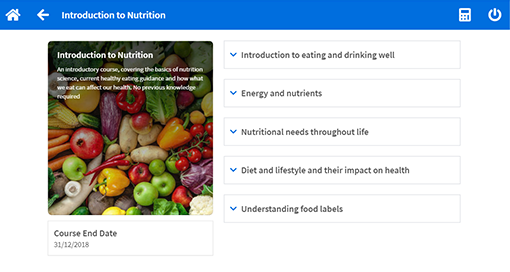 Introduction to Nutrition
Introduction to Nutrition
An introductory course, covering the basics of nutrition
science, current healthy eating guidance and how what
we eat can affect our health. No previous knowledge
required
Course End Date
31/12/2018
Introduction to eating and drinking well
Energy and nutrients
Nutritional needs throughout life
Diet and lifestyle and their impact on health
Understanding food labels